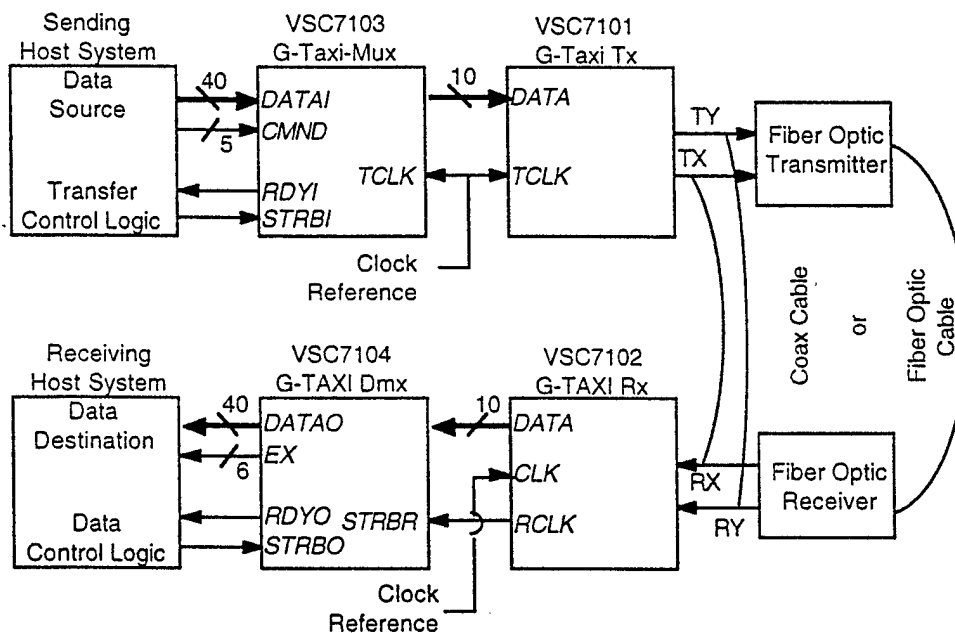 Sending
Host System
VSC7103
G-Taxi-Mux
VSC7101
G-Taxi Tx
Data
Source
40
DATAI
10
DATA
5
CMND
TY
TX
Fiber Optic
Transmitter
Transfer
Control Logic
RDYI
STRBI
TCLK
TCLK
Clock
Reference
Coax Cable
or
Fiber Optic
Cable
Receiving
Host System
VSC7104
G-TAXI Dmx
VSC7102
G-TAXI Rx
Data
Destination
40
DATAO
10
DATA
6
EX
CLK
RX
RY
Fiber Optic
Receiver
Data
Control Logic
RDYO
STRBO
STRBR
RCLK
Clock
Reference